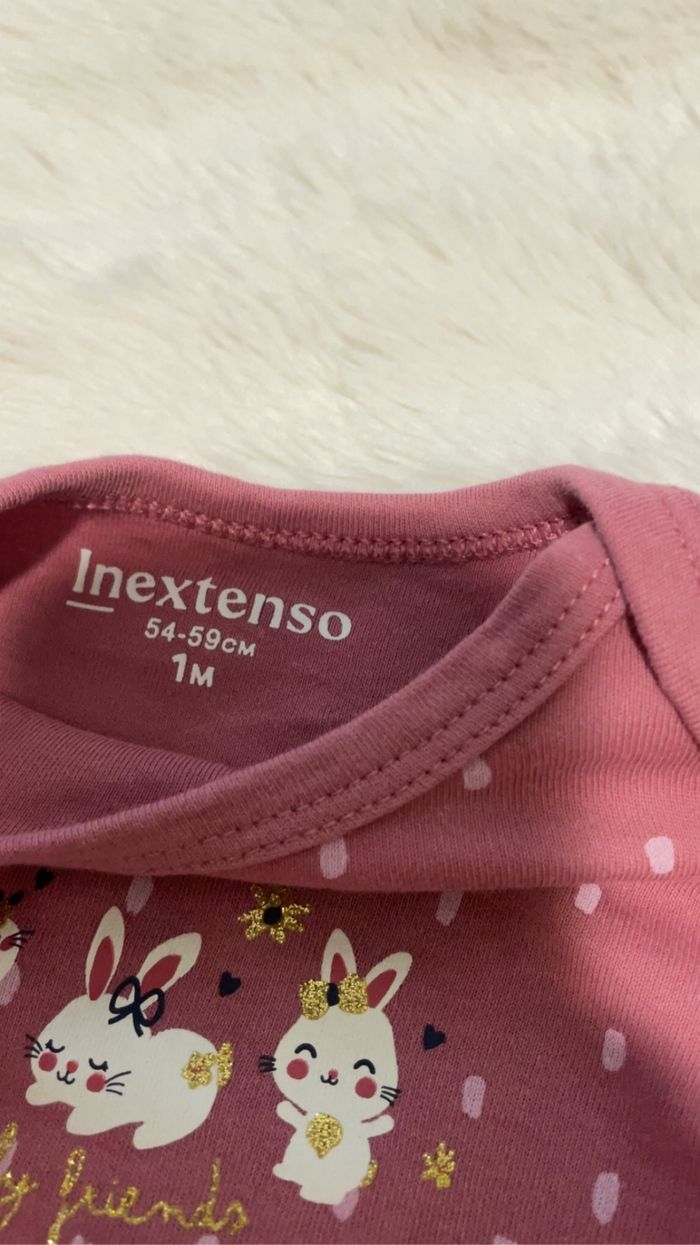 Inextenso
54-59CM
1M
friends